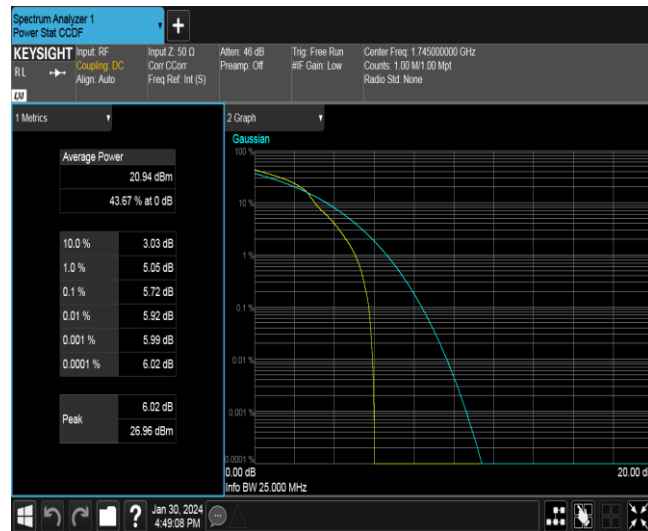 Spectrum Analyzer 1
Power Stat CCDF
+
KEYSIGHT
RL
LXI
Input: RF
Coupling: DC
Align: Auto
Input Z: 50 Ω
Corr CCorr
Freq Ref: Int (S)
Atten: 46 dB
Preamp: Off
Trig: Free Run
#IF Gain: Low
Center Freq: 1.745000000 GHz
Counts: 1.00 M/1.00 Mpt
Radio Std: None
1 Metrics
Average Power
20.94 dBm
43.67 % at 0 dB
10.0 % 3.03 dB
1.0 % 5.05 dB
0.1 % 5.72 dB
0.01 % 5.92 dB
0.001 % 5.99 dB
0.0001 % 6.02 dB
Peak
6.02 dB
26.96 dBm
2 Graph
Gaussian
100 %
10 %
1 %
0.1 %
0.01 %
0.001 %
0.0001 %
0.00 dB
20.00 d
Info BW 25.000 MHz
?
Jan 30, 2024
4:49:08 PM